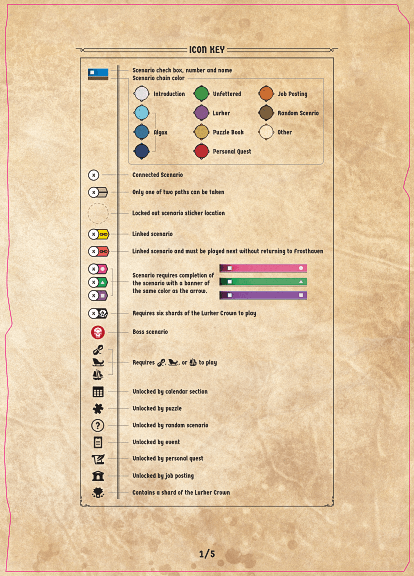 ICON KEY
Scenario check box, number and name
Scenario chain color
Introduction
Unfettered
Job Posting
Lurker
Random Scenario
Algox
Puzzle Book
Other
Personal Quest
Connected Scenario
Only one of two paths can be taken
Locked out scenario sticker location
Linked scenario
Linked scenario and must be played next without returning to Frosthaven
Scenario requires completion of
the scenario with a banner of
the same color as the arrow.
Requires six shards of the Lurker Crown to play
Boss scenario
Requires , , or to play
Unlocked by calendar section
Unlocked by puzzle
?
Unlocked by random scenario
Unlocked by event
Unlocked by personal quest
Unlocked by job posting
Contains a shard of the Lurker Crown
1/5